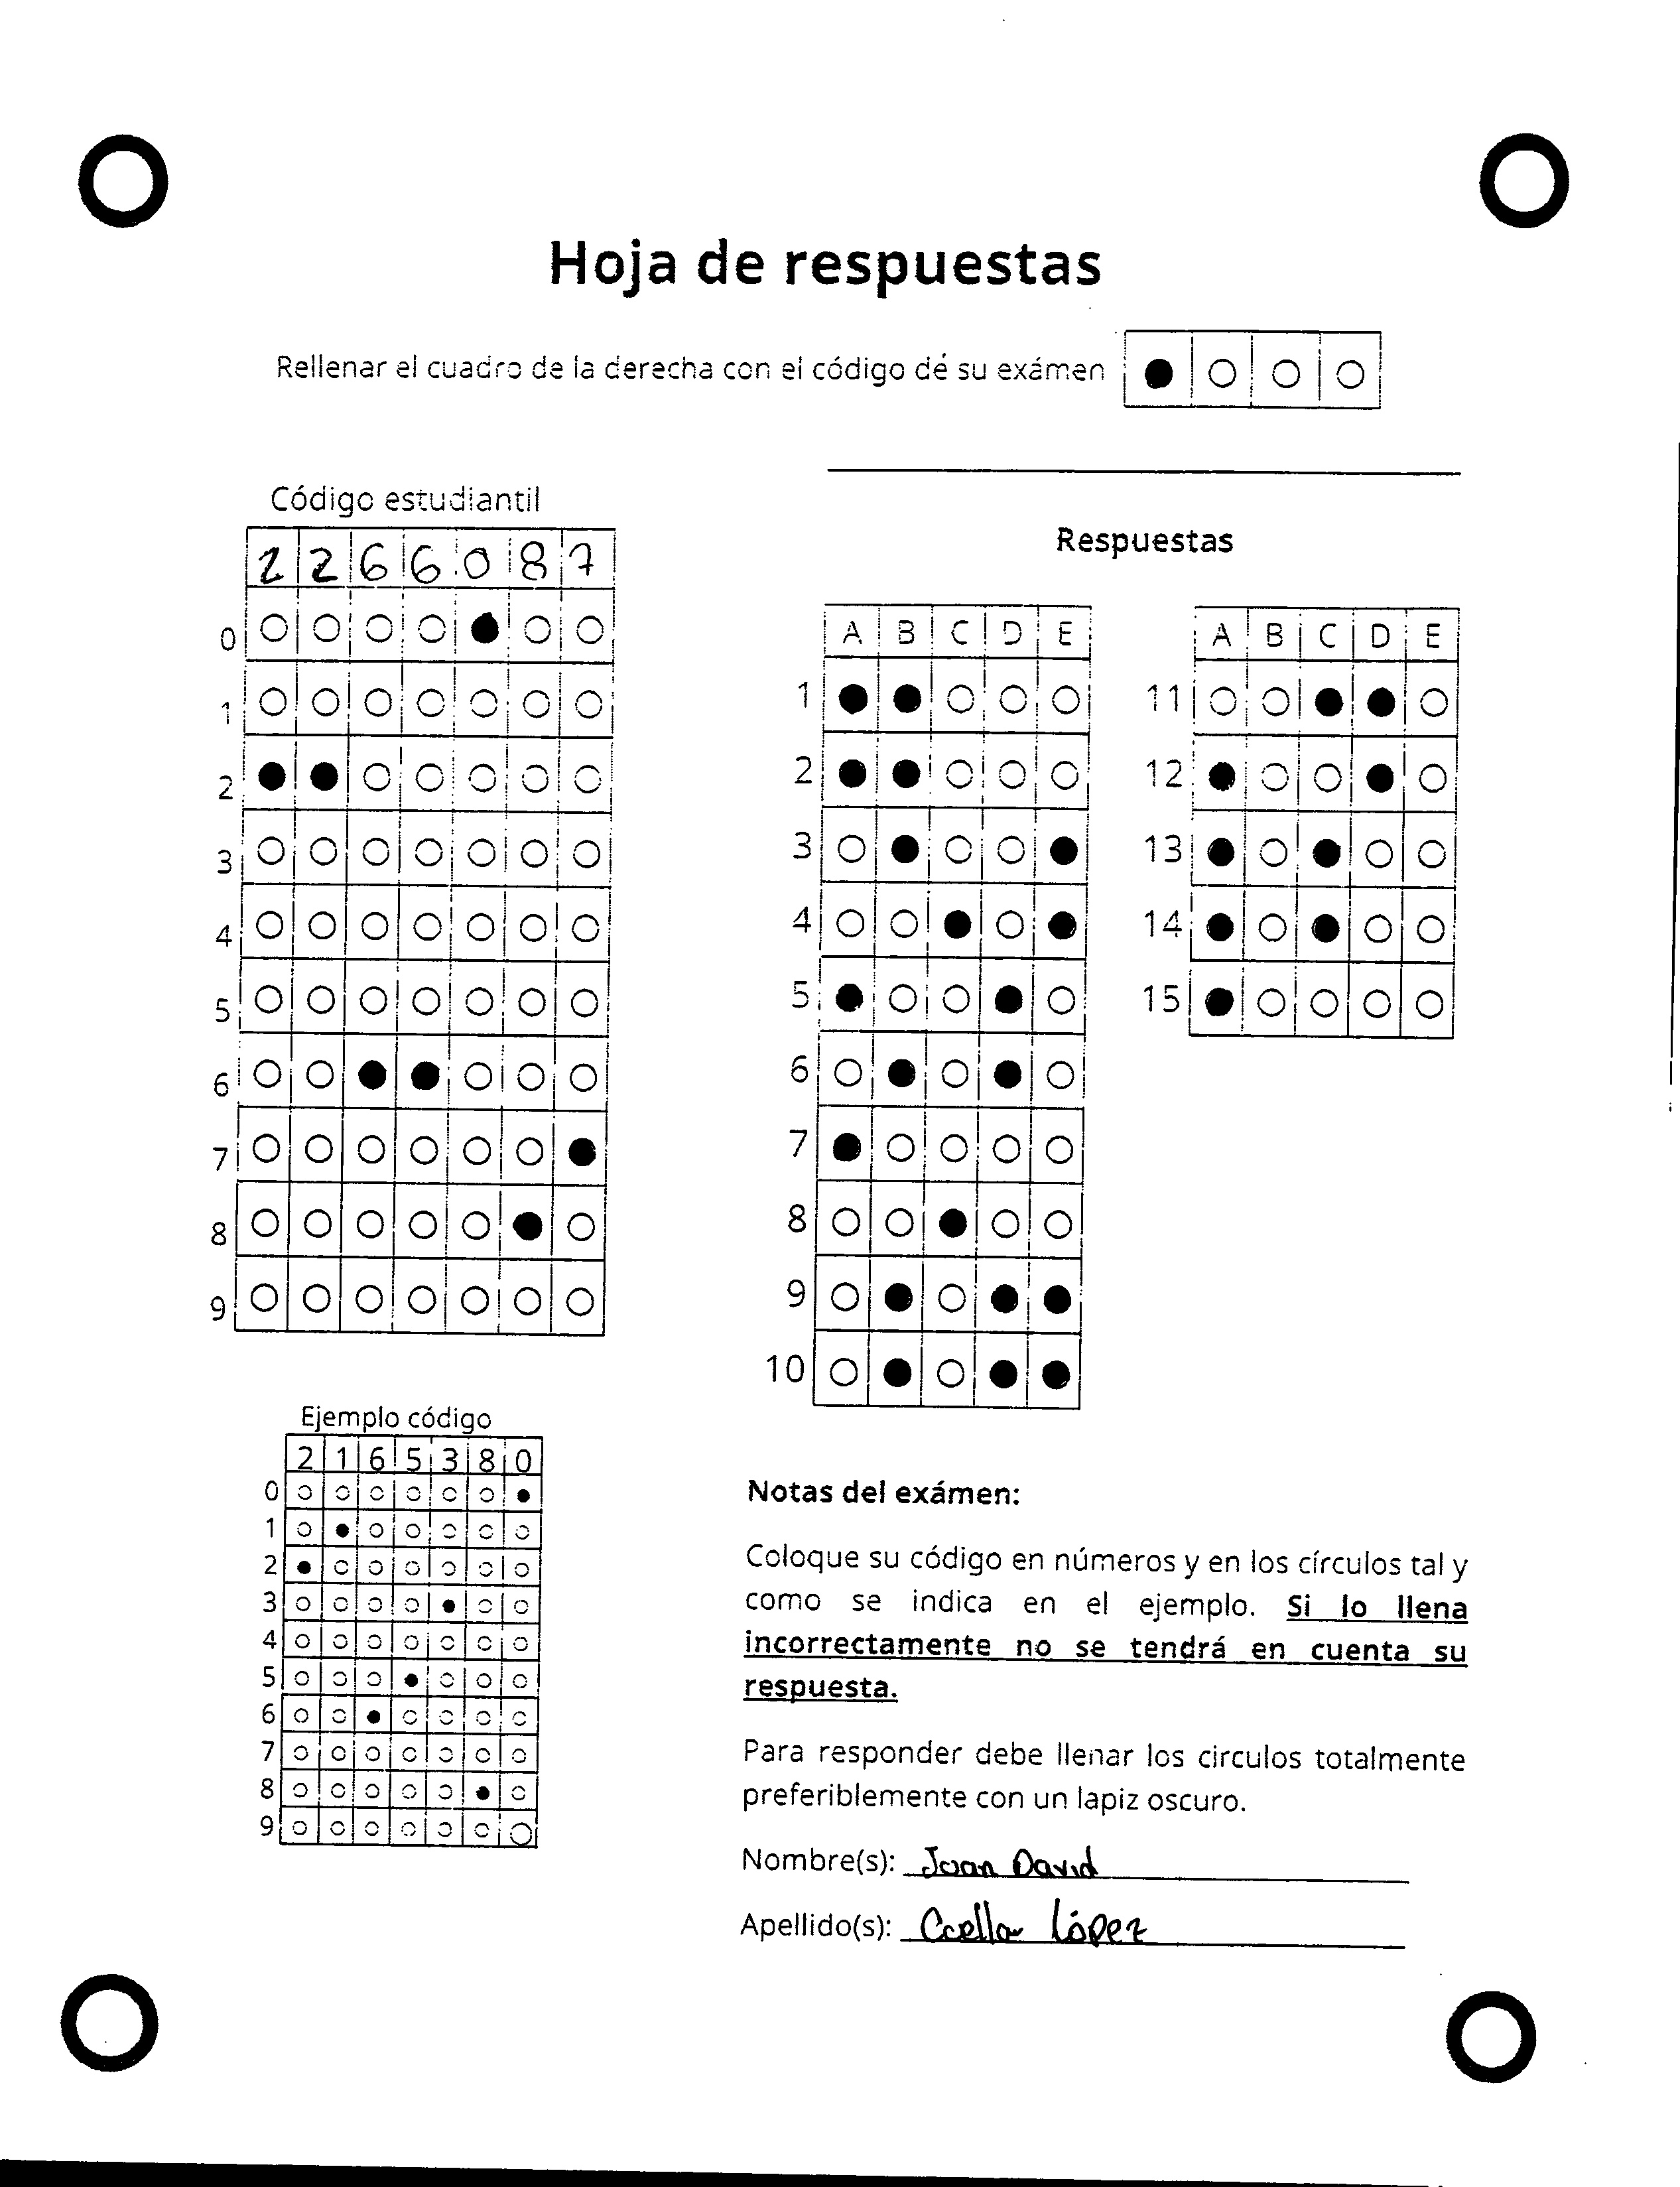 Hoja de respuestas
Rellenar el cuadro de la derecha con el código de su exámen
Código estudiantil
2 2 6 6 0 8 7
0
1
2
3
4
5
6
7
8
9
Respuestas
A B C D E
1
2
3
4
5
6
7
8
9
10
A B C D E
11
12
13
14
15
Ejemplo código
2 1 6 5 3 8 0
0
1
2
3
4
5
6
7
8
9
Notas del exámen:
Coloque su código en números y en los círculos tal y
como se indica en el ejemplo. Si lo llena
incorrectamente no se tendrá en cuenta su
respuesta.
Para responder debe llenar los circulos totalmente
preferiblemente con un lapiz oscuro.
Nombre(s): Juan David
Apellido(s): López